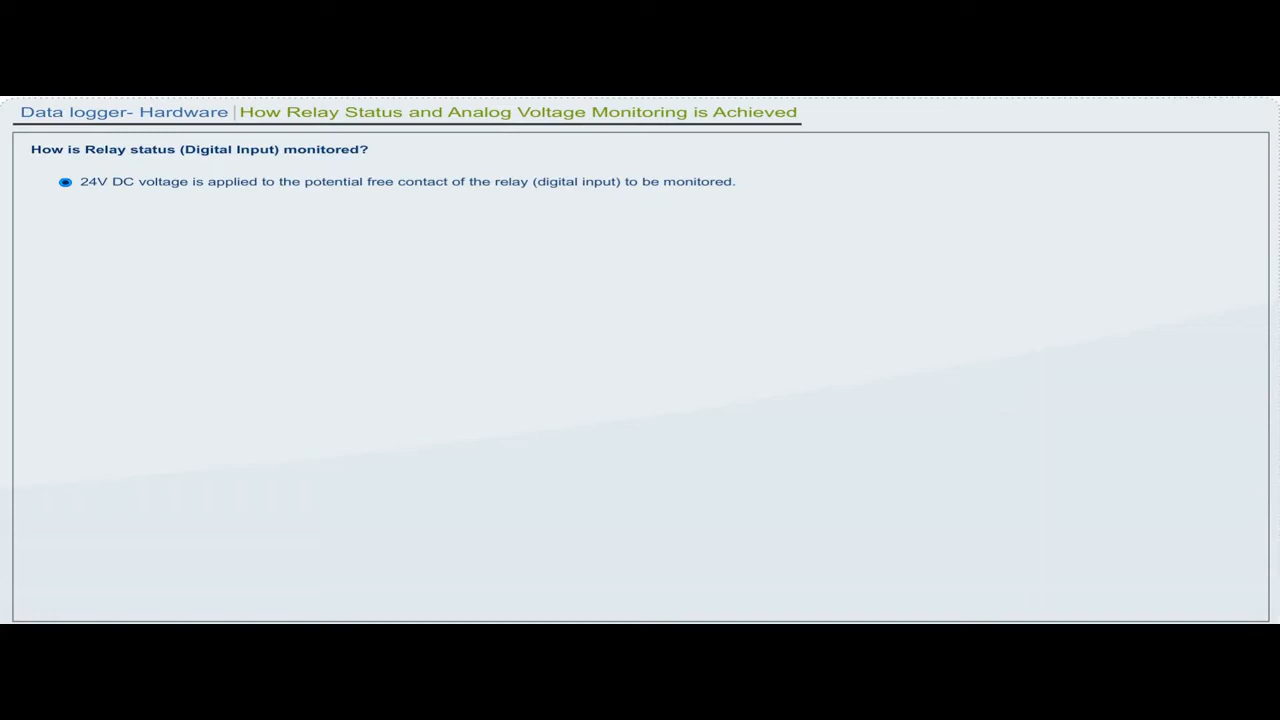 Data logger- Hardware | How Relay Status and Analog Voltage Monitoring is Achieved
How is Relay status (Digital Input) monitored?
24V DC voltage is applied to the potential free contact of the relay (digital input) to be monitored.